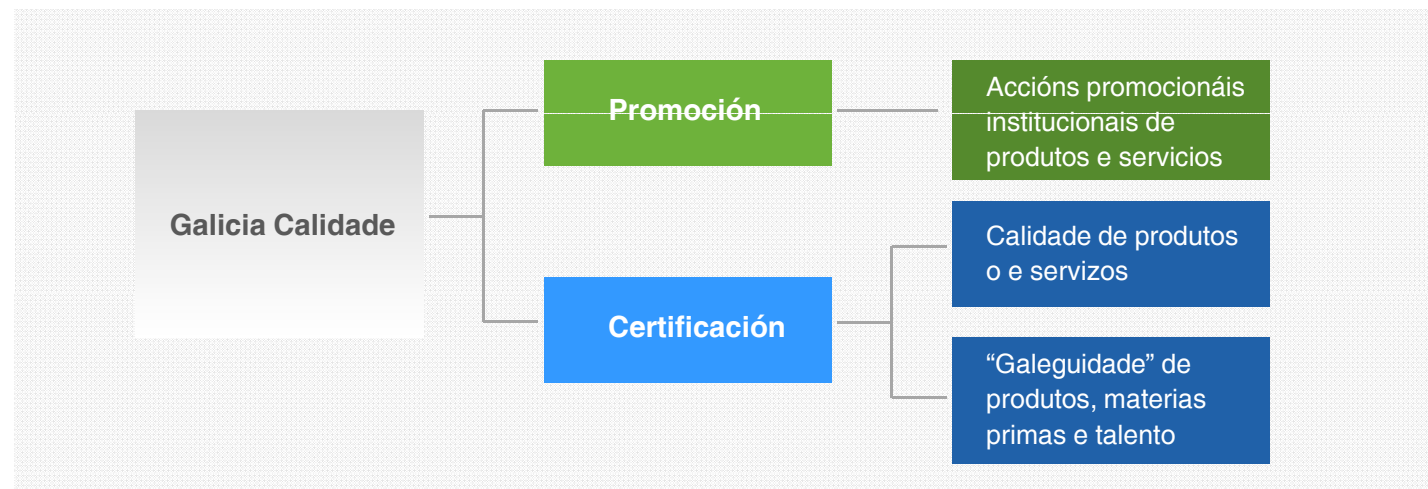 Galicia Calidade
Promoción
Accións promocionáis
institucionais de
produtos e servicios
Certificación
Calidade de produtos
o e servizos
“Galeguidade” de
produtos, materias
primas e talento